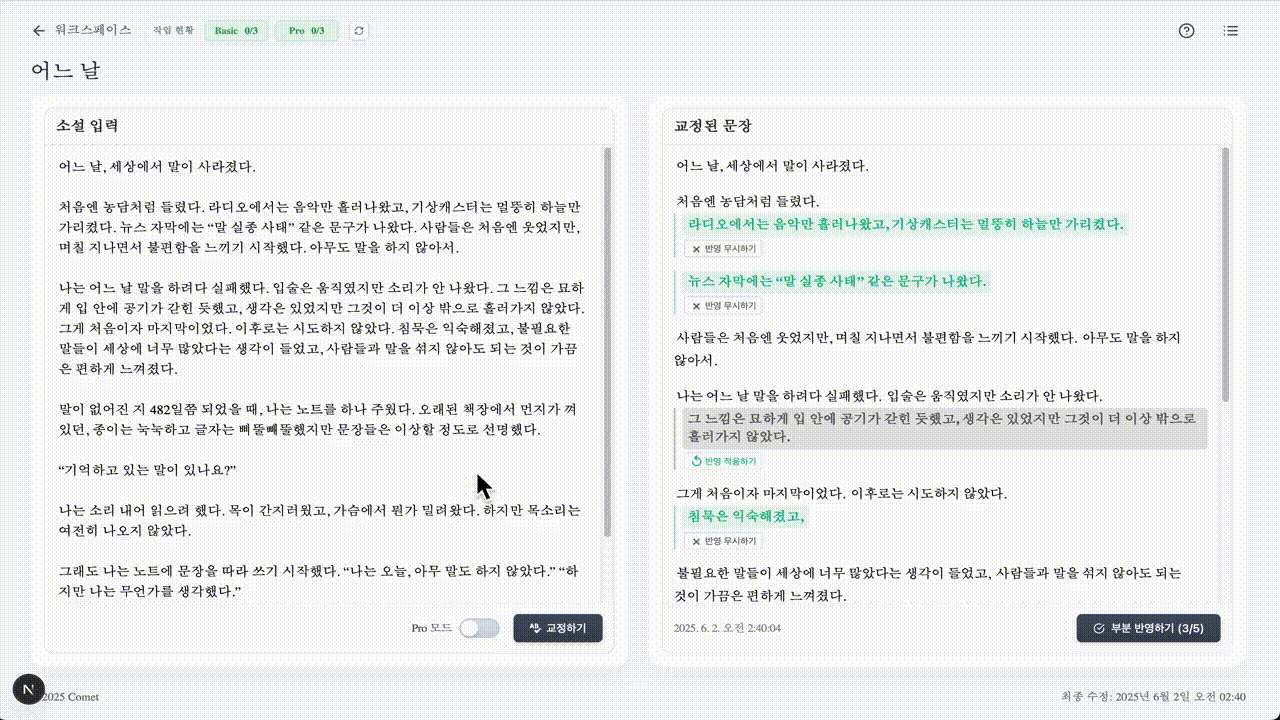 워크스페이스
작업 현황
Basic 0/3
Pro 0/3
어느 날
소설 입력
어느 날, 세상에서 말이 사라졌다.
처음엔 농담처럼 들렸다. 라디오에서는 음악만 흘러나왔고, 기상캐스터는 멀뚱히 하늘만
가리켰다. 뉴스 자막에는 “말 실종 사태” 같은 문구가 나왔다. 사람들은 처음엔 웃었지만,
며칠 지나면서 불편함을 느끼기 시작했다. 아무도 말을 하지 않아서.
나는 어느 날 말을 하려다 실패했다. 입술은 움직였지만 소리가 안 나왔다. 그 느낌은 묘하
게 입 안에 공기가 갇힌 듯했고, 생각은 있었지만 그것이 더 이상 밖으로 흘러가지 않았다.
그게 처음이자 마지막이었다. 이후로는 시도하지 않았다. 침묵은 익숙해졌고, 불필요한
말들이 세상에 너무 많았다는 생각이 들었고, 사람들과 말을 섞지 않아도 되는 것이 가끔
은 편하게 느껴졌다.
말이 없어진 지 482일쯤 되었을 때, 나는 노트를 하나 주웠다. 오래된 책장에서 먼지가 껴
있던, 종이는 눅눅하고 글자는 삐뚤빼뚤했지만 문장들은 이상할 정도로 선명했다.
“기억하고 있는 말이 있나요?”
나는 소리 내어 읽으려 했다. 목이 간지러웠고, 가슴에서 뭔가 밀려왔다. 하지만 목소리는
여전히 나오지 않았다.
그래도 나는 노트에 문장을 따라 쓰기 시작했다. “나는 오늘, 아무 말도 하지 않았다.” “하
지만 나는 무언가를 생각했다.”
Pro 모드
교정하기
교정된 문장
어느 날, 세상에서 말이 사라졌다.
처음엔 농담처럼 들렸다.
라디오에서는 음악만 흘러나왔고, 기상캐스터는 멀뚱히 하늘만 가리켰다.
반영 무시하기
뉴스 자막에는 “말 실종 사태” 같은 문구가 나왔다.
반영 무시하기
사람들은 처음엔 웃었지만, 며칠 지나면서 불편함을 느끼기 시작했다. 아무도 말을 하지
않아서.
나는 어느 날 말을 하려다 실패했다. 입술은 움직였지만 소리가 안 나왔다.
그 느낌은 묘하게 입 안에 공기가 갇힌 듯했고, 생각은 있었지만 그것이 더 이상 밖으로
흘러가지 않았다.
반영 적용하기
그게 처음이자 마지막이었다. 이후로는 시도하지 않았다.
침묵은 익숙해졌고,
반영 무시하기
불필요한 말들이 세상에 너무 많았다는 생각이 들었고, 사람들과 말을 섞지 않아도 되는
것이 가끔은 편하게 느껴졌다.
2025. 6. 2. 오전 2:40:04
부분 반영하기 (3/5)
N
2025 Comet
최종 수정: 2025년 6월 2일 오전 02:40